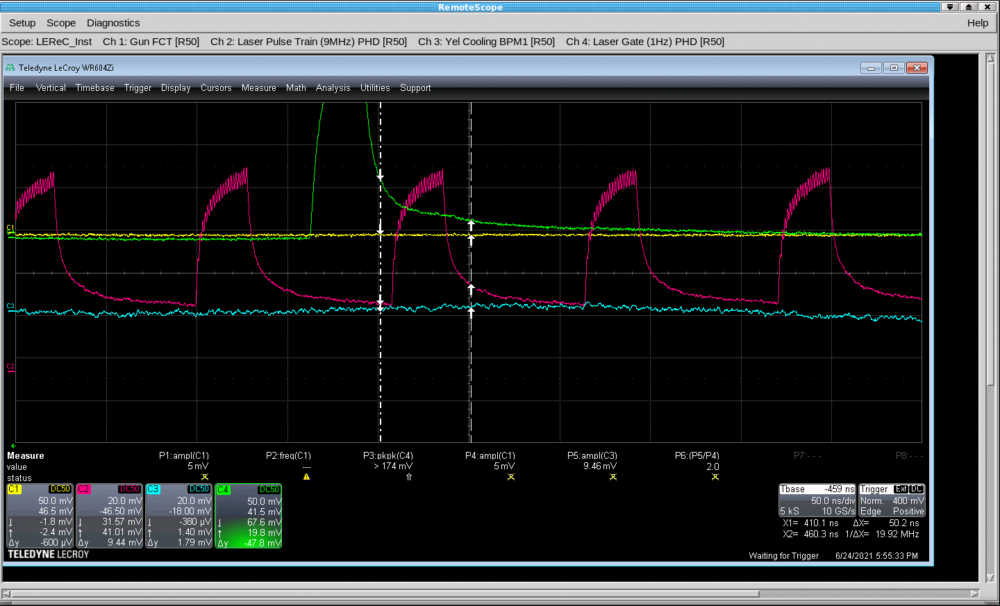 RemoteScope
Setup Scope Diagnostics Help
Scope: LEReC_Inst Ch 1: Gun FCT [R50] Ch 2: Laser Pulse Train (9MHz) PHD [R50] Ch 3: Yel Cooling BPM1 [R50] Ch 4: Laser Gate (1Hz) PHD [R50]
Teledyne LeCroy WR604Zi
File Vertical Timebase Trigger Display Cursors Measure Math Analysis Utilities Support
C1
C3
C2
Measure P1:ampl(C1) P2:freq(C1) P3:pkpk(C4) P4:ampl(C1) P5:ampl(C3) P6:(P5/P4) P7:- - - P8:- - -
value 5 mV --- > 174 mV 5 mV 9.46 mV 2.0
status
C1 DC50 C2 DC50 C3 DC50 C4 DC50 Tbase -459 ns Trigger Ext DC
50.0 mV 20.0 mV 20.0 mV 50.0 mV 50.0 ns/div Norm. 400 mV
46.5 mV -46.50 mV -18.00 mV 41.5 mV 5 kS 10 GS/s Edge Positive
↓ -1.8 mV ↓ 31.57 mV ↓ -380 µV ↓ 67.6 mV X1= 410.1 ns ΔX= 50.2 ns
↑ -2.4 mV ↑ 41.01 mV ↑ 1.40 mV ↑ 19.8 mV X2= 460.3 ns 1/ΔX= 19.92 MHz
Δy -600 µV Δy 9.44 mV Δy 1.79 mV Δy -47.8 mV
TELEDYNE LECROY Waiting for Trigger 6/24/2021 5:55:33 PM